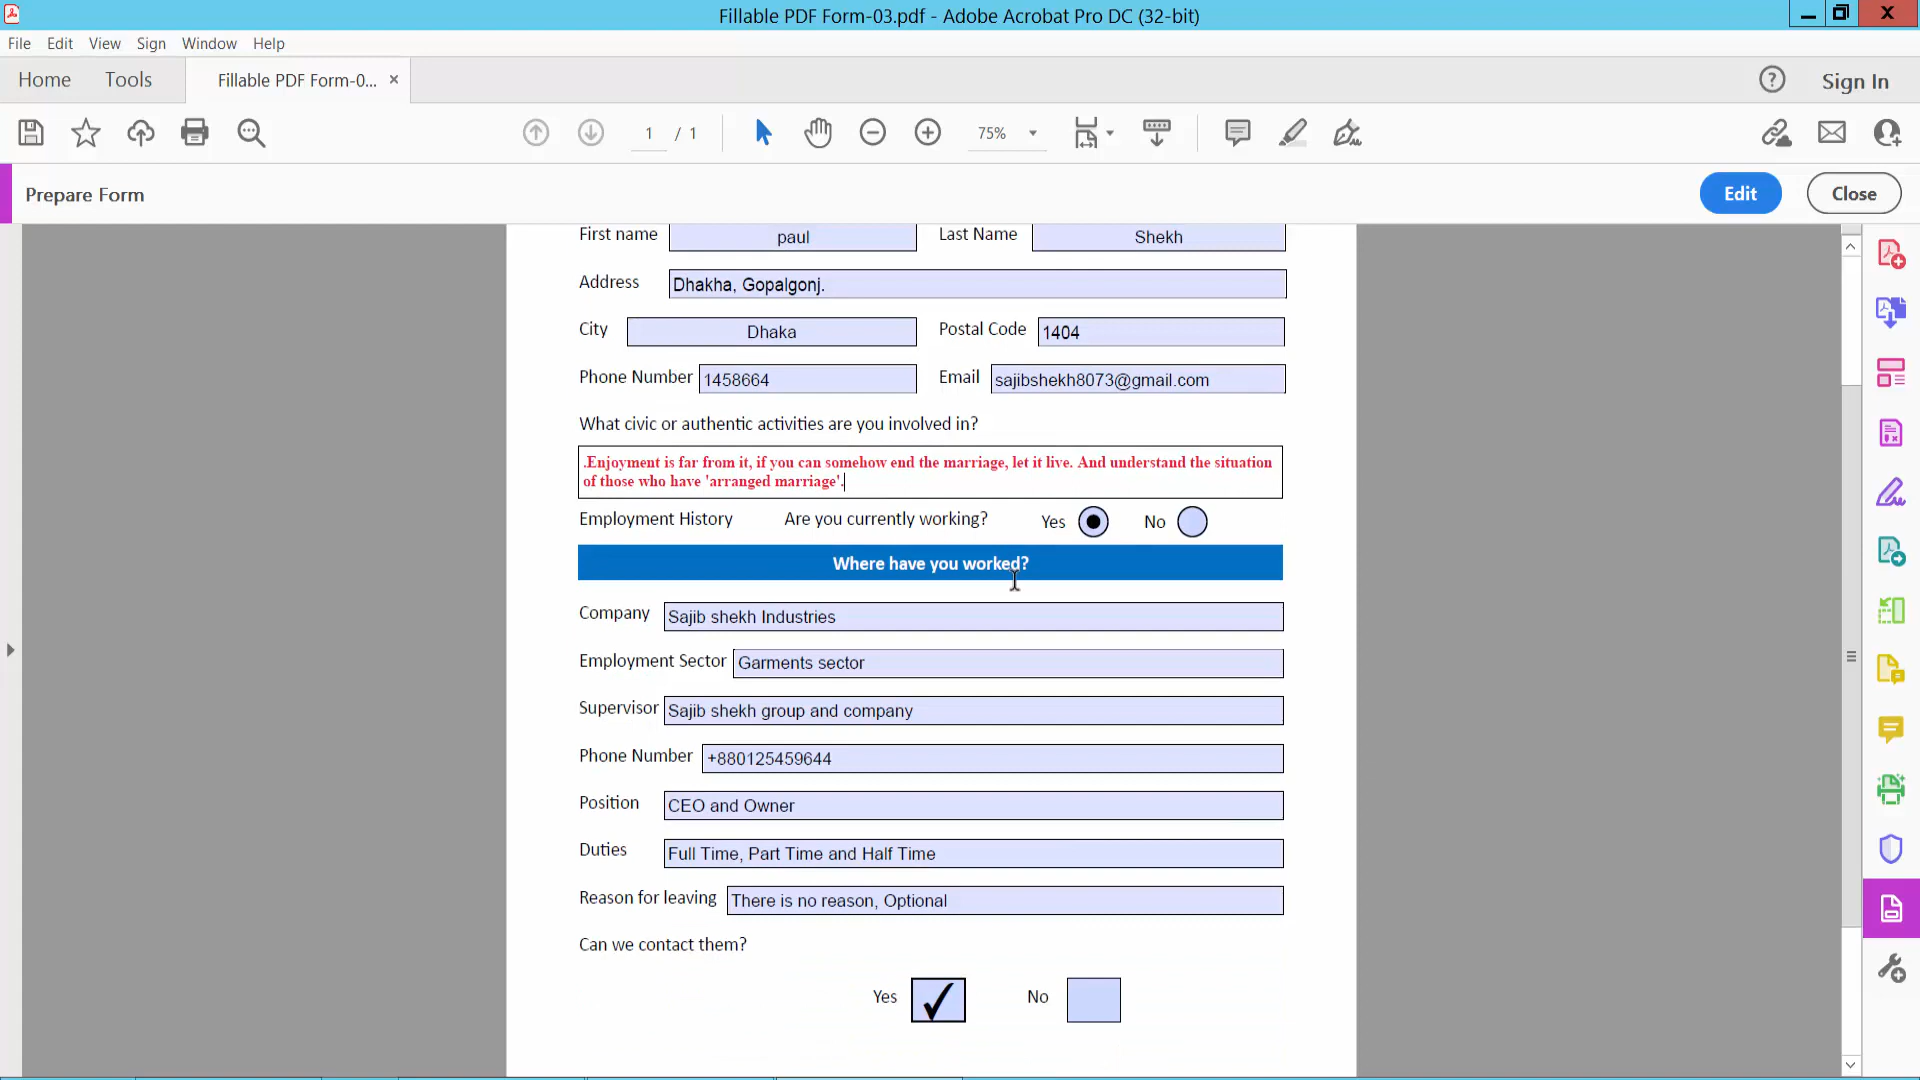 Fillable PDF Form-03.pdf - Adobe Acrobat Pro DC (32-bit)
File Edit View Sign Window Help
Home Tools Fillable PDF Form-0... × Sign In
1 / 1 75%
Prepare Form Edit Close
First name paul Last Name Shekh
Address Dhakha, Gopalgonj.
City Dhaka Postal Code 1404
Phone Number 1458664 Email sajibshekh8073@gmail.com
What civic or authentic activities are you involved in?
.Enjoyment is far from it, if you can somehow end the marriage, let it live. And understand the situation
of those who have 'arranged marriage'.
Employment History Are you currently working? Yes No
Where have you worked?
Company Sajib shekh Industries
Employment Sector Garments sector
Supervisor Sajib shekh group and company
Phone Number +880125459644
Position CEO and Owner
Duties Full Time, Part Time and Half Time
Reason for leaving There is no reason, Optional
Can we contact them?
Yes No